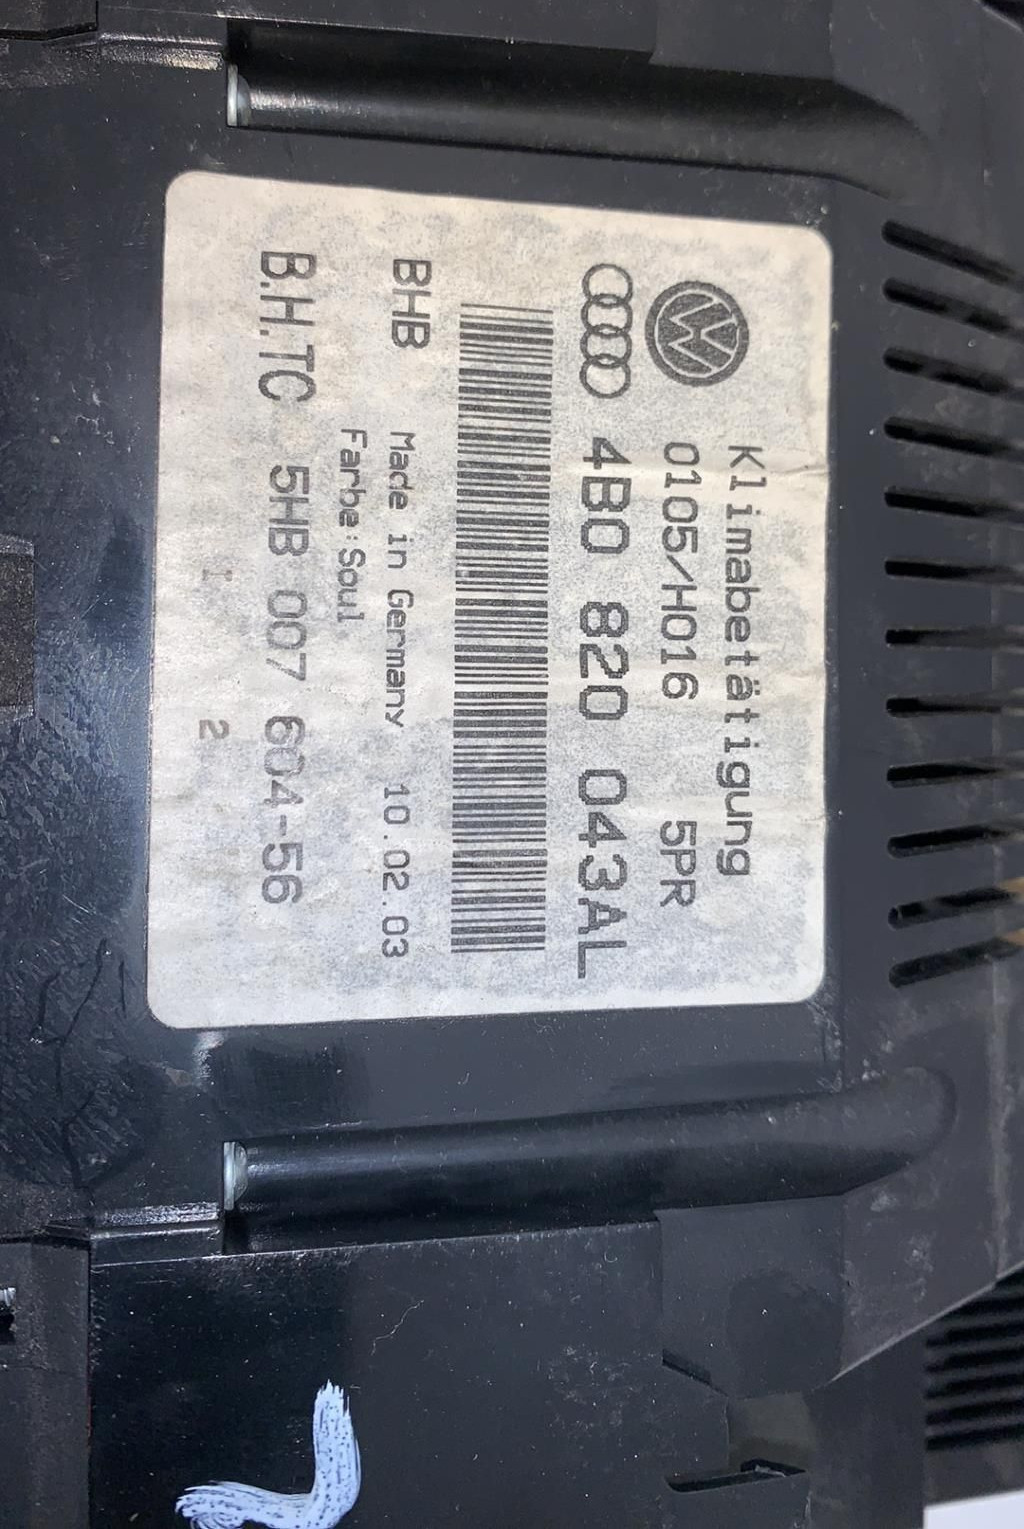 Klimabetätigung
0105/H016 5PR
4B0 820 043AL
BHB
Made in Germany 10.02.03
Farbe:Soul
B.H.TC 5HB 007 604-56
1 2